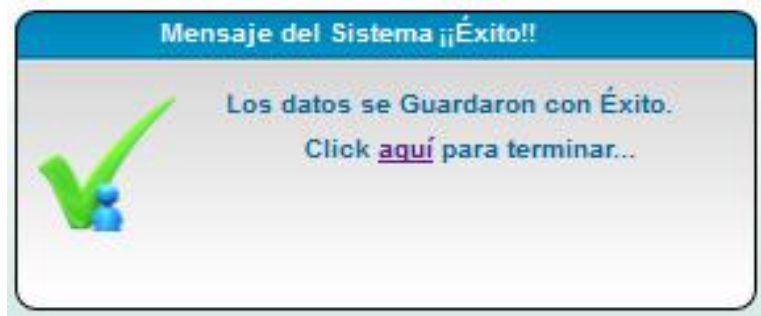 Mensaje del Sistema ¡¡Éxito!!
Los datos se Guardaron con Éxito.
Click aquí para terminar...